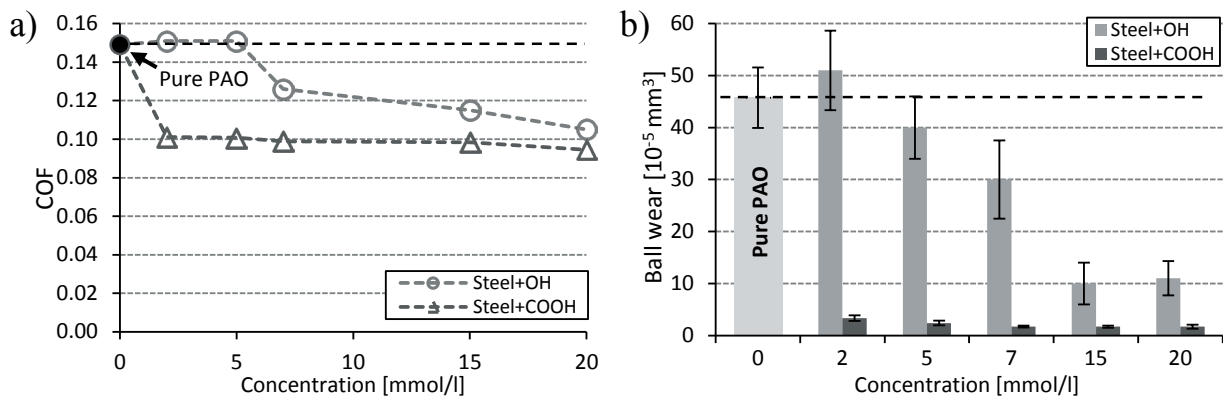 a)
0.16
0.14
0.12
0.10
0.08
0.06
0.04
0.02
0.00
COF
Pure PAO
Steel+OH
Steel+COOH
0 5 10 15 20
Concentration [mmol/l]
b)
60
50
40
30
20
10
0
Ball wear [10⁻⁵ mm³]
Steel+OH
Steel+COOH
Pure PAO
0 2 5 7 15 20
Concentration [mmol/l]